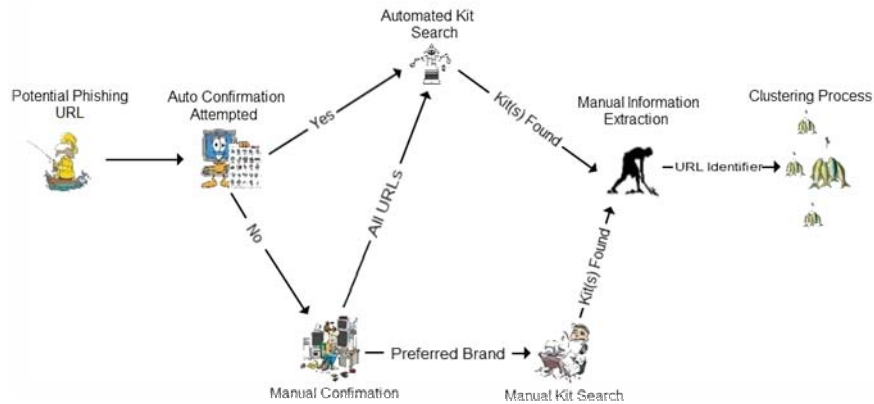 Automated Kit
Search
Potential Phishing
URL
Auto Confirmation
Attempted
Yes
Kit(s) Found
Manual Information
Extraction
Clustering Process
URL Identifier
No
All URLs
Kit(s) Found
Preferred Brand
Manual Confimation
Manual Kit Search